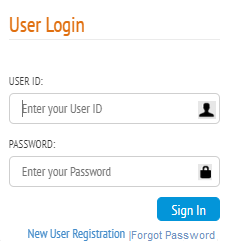 User Login
USER ID:
Enter your User ID
PASSWORD:
Enter your Password
Sign In
New User Registration |Forgot Password